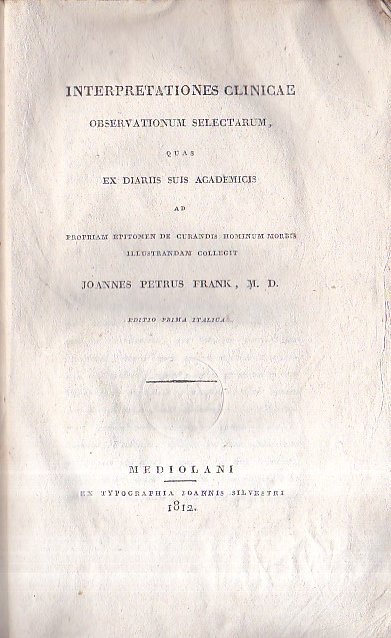 INTERPRETATIONES CLINICAE
OBSERVATIONUM SELECTARUM,
QUAS
EX DIARIIS SUIS ACADEMICIS
AD
PROPRIAM EPITOMEN DE CURANDIS HOMINUM MORBIS
ILLUSTRANDAM COLLEGIT
JOANNES PETRUS FRANK, M. D.
EDITIO PRIMA ITALICA.
MEDIOLANI
EX TYPOGRAPHIA JOANNIS SILVESTRI
1812.